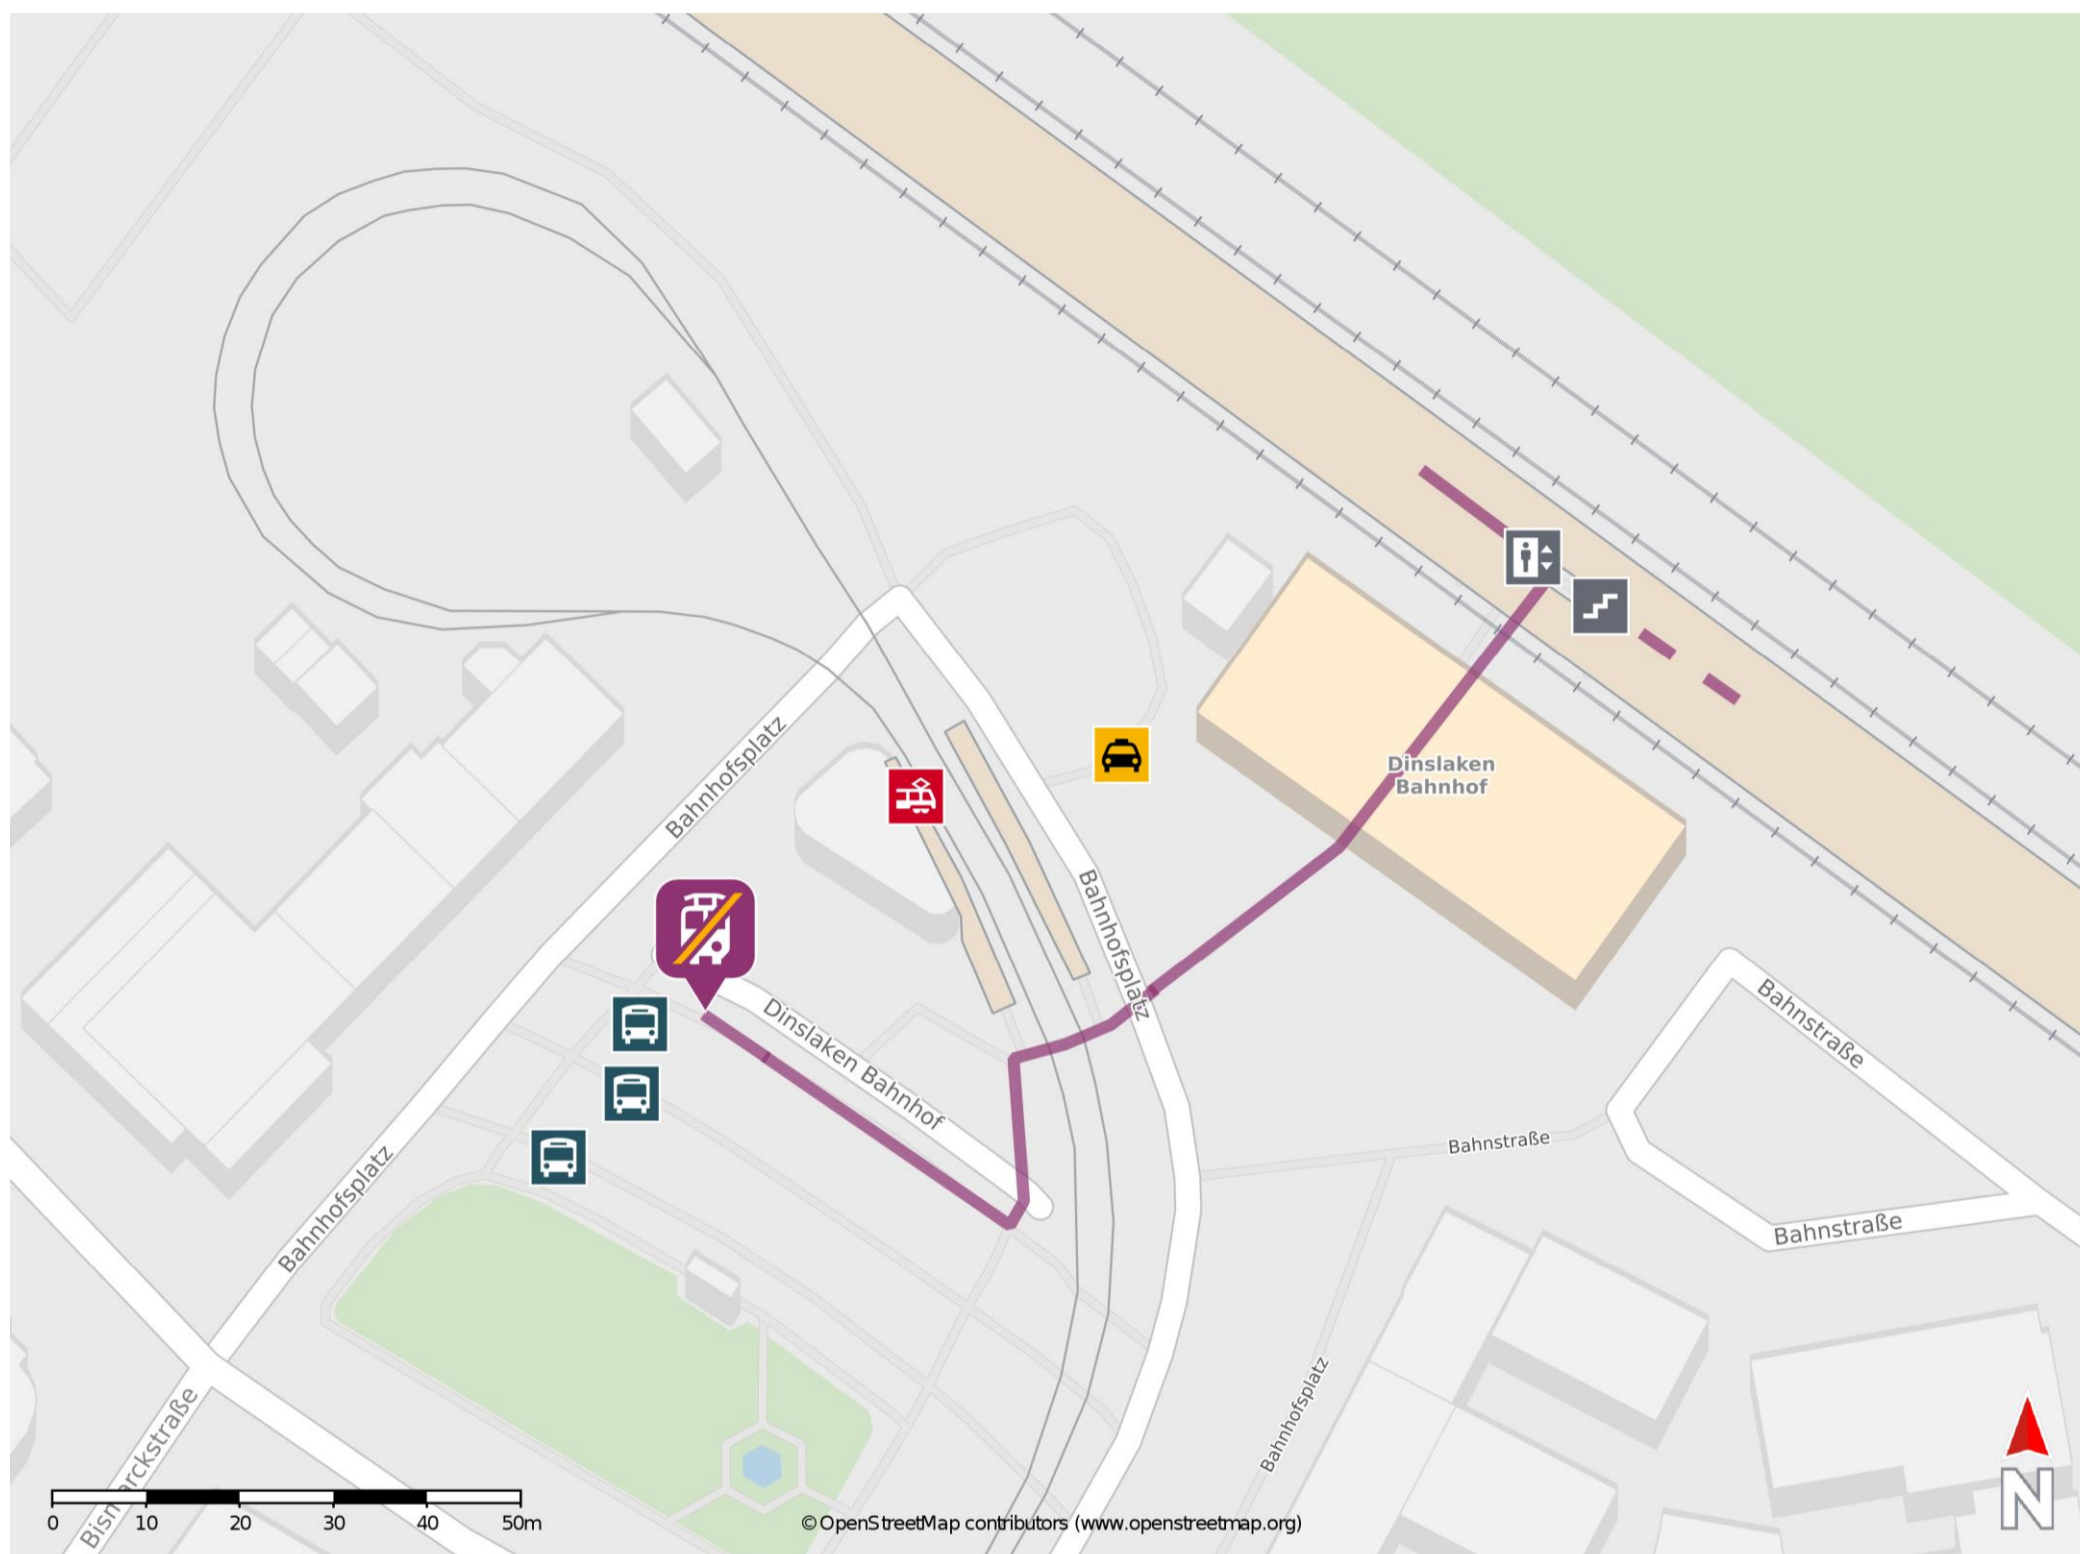 Bahnhofsplatz
Dinslaken
Bahnhof
Bahnhofsplatz
Dinslaken Bahnhof
Bahnstraße
Bahnstraße
Bahnhofsplatz
Bahnstraße
Bahnhofsplatz
Bismarckstraße
0 10 20 30 40 50m
©OpenStreetMap contributors (www.openstreetmap.org)
N